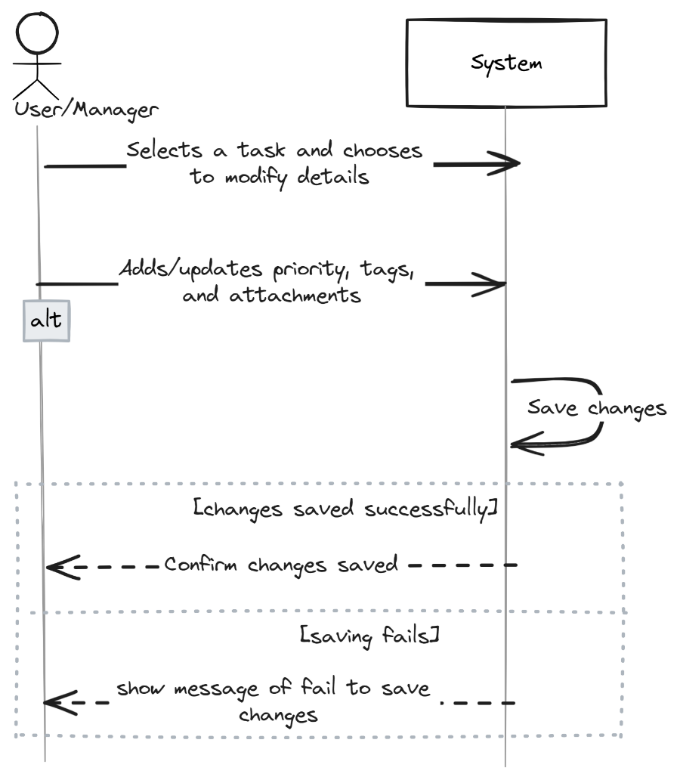 System
User/Manager
Selects a task and chooses
to modify details
Adds/updates priority, tags,
and attachments
alt
Save changes
[changes saved successfully]
Confirm changes saved
[saving fails]
show message of fail to save
changes